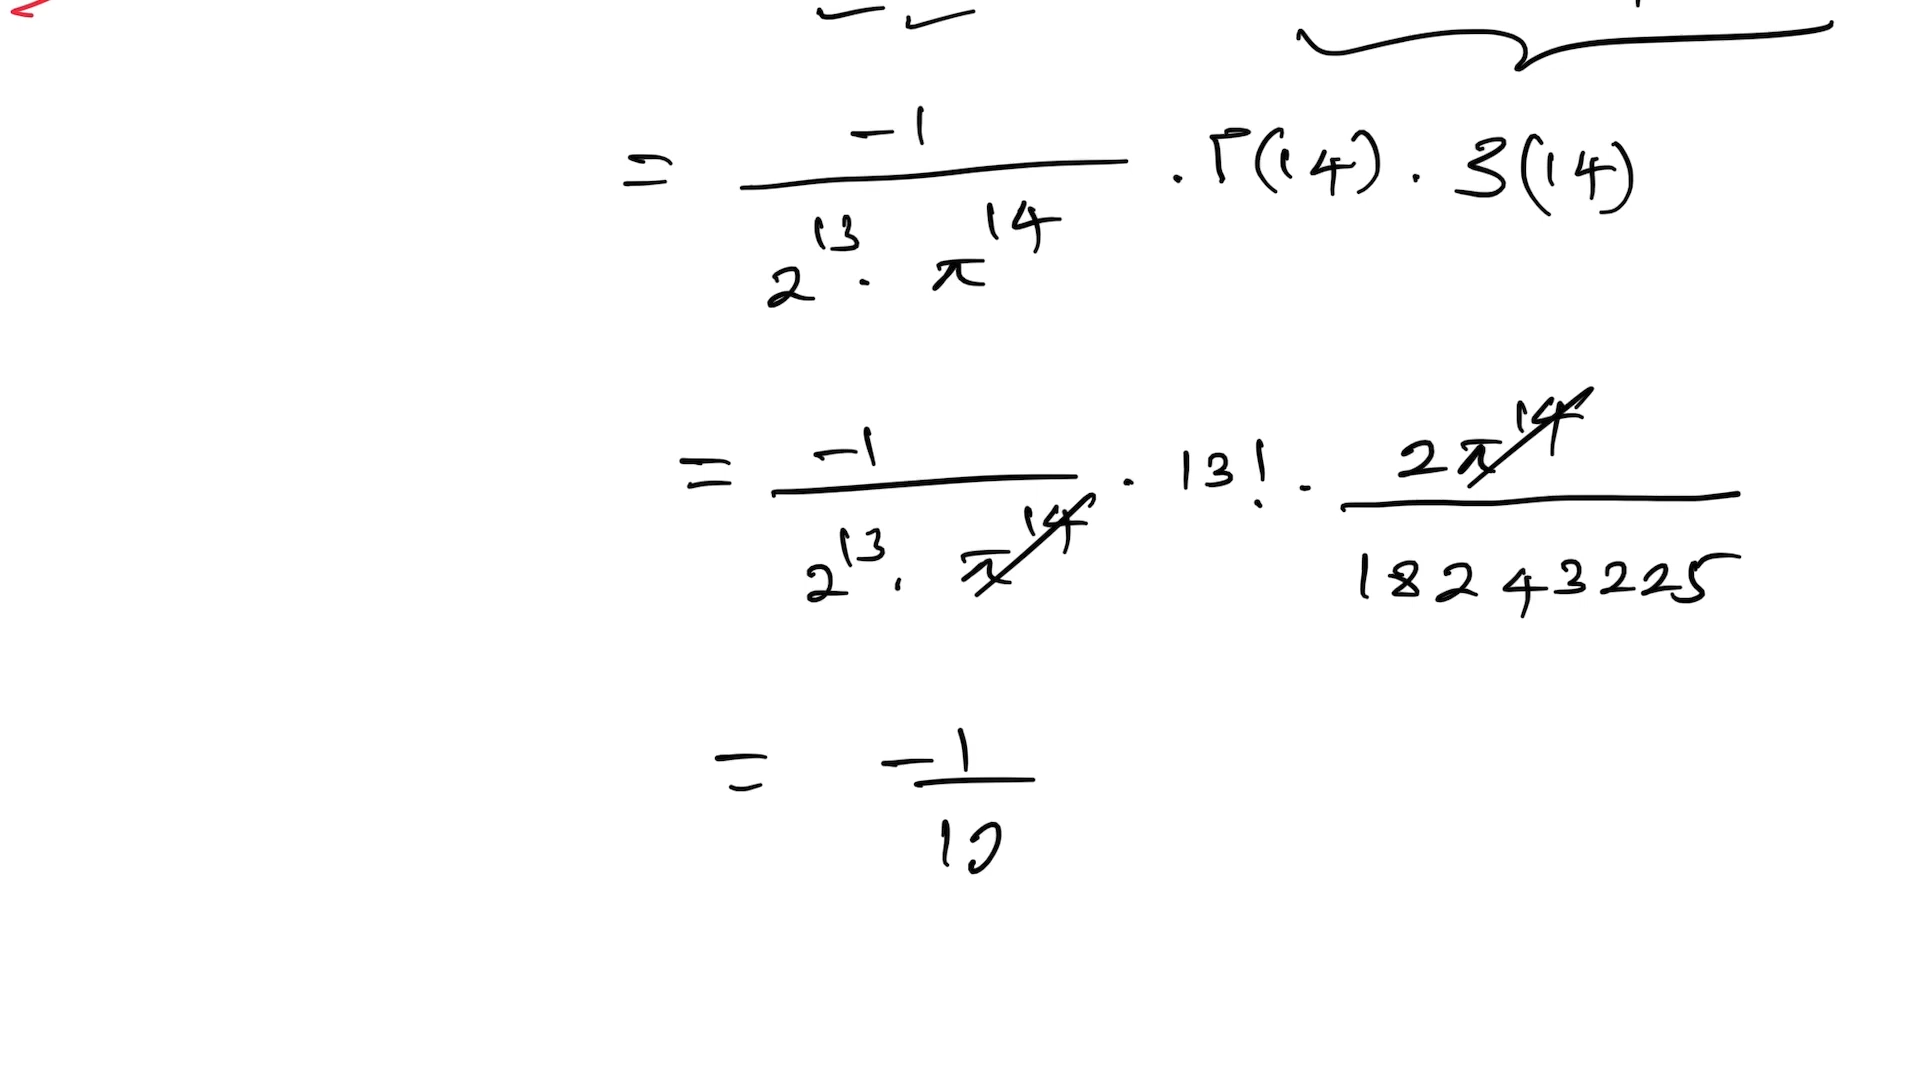 = -1 / (2^13 · π^14) · Γ(14) · ζ(14)
= -1 / (2^13 · π^14) · 13! · 2π^14 / 18243225
= -1 / 12